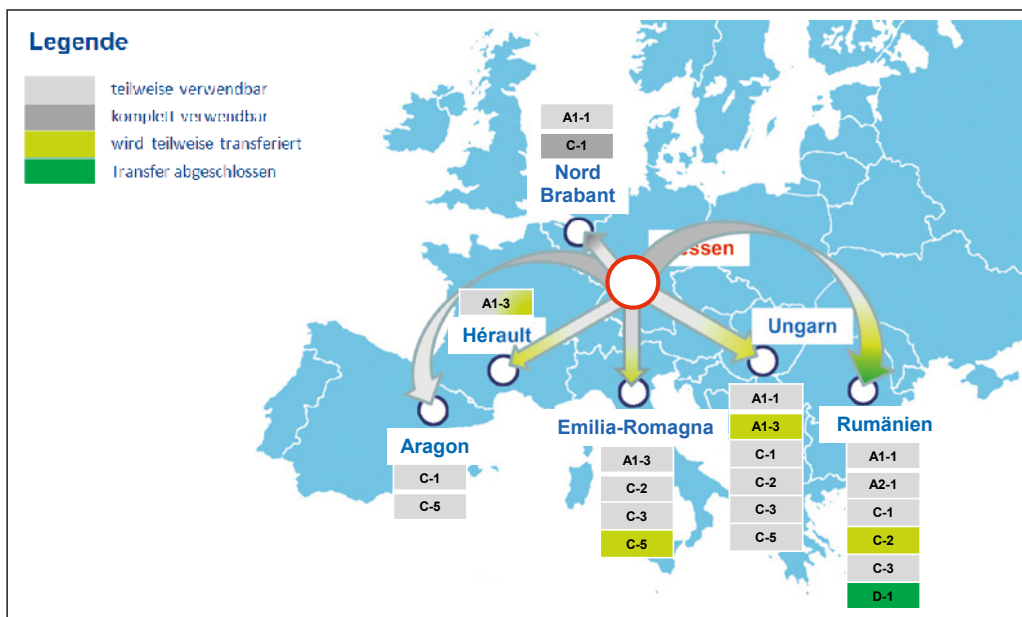 Legende
teilweise verwendbar
komplett verwendbar
wird teilweise transferiert
Transfer abgeschlossen
A1-1
C-1
Nord
Brabant
essen
A1-3
Hérault
Ungarn
Aragon
C-1
C-5
Emilia-Romagna
A1-3
C-2
C-3
C-5
A1-1
A1-3
C-1
C-2
C-3
C-5
Rumänien
A1-1
A2-1
C-1
C-2
C-3
D-1